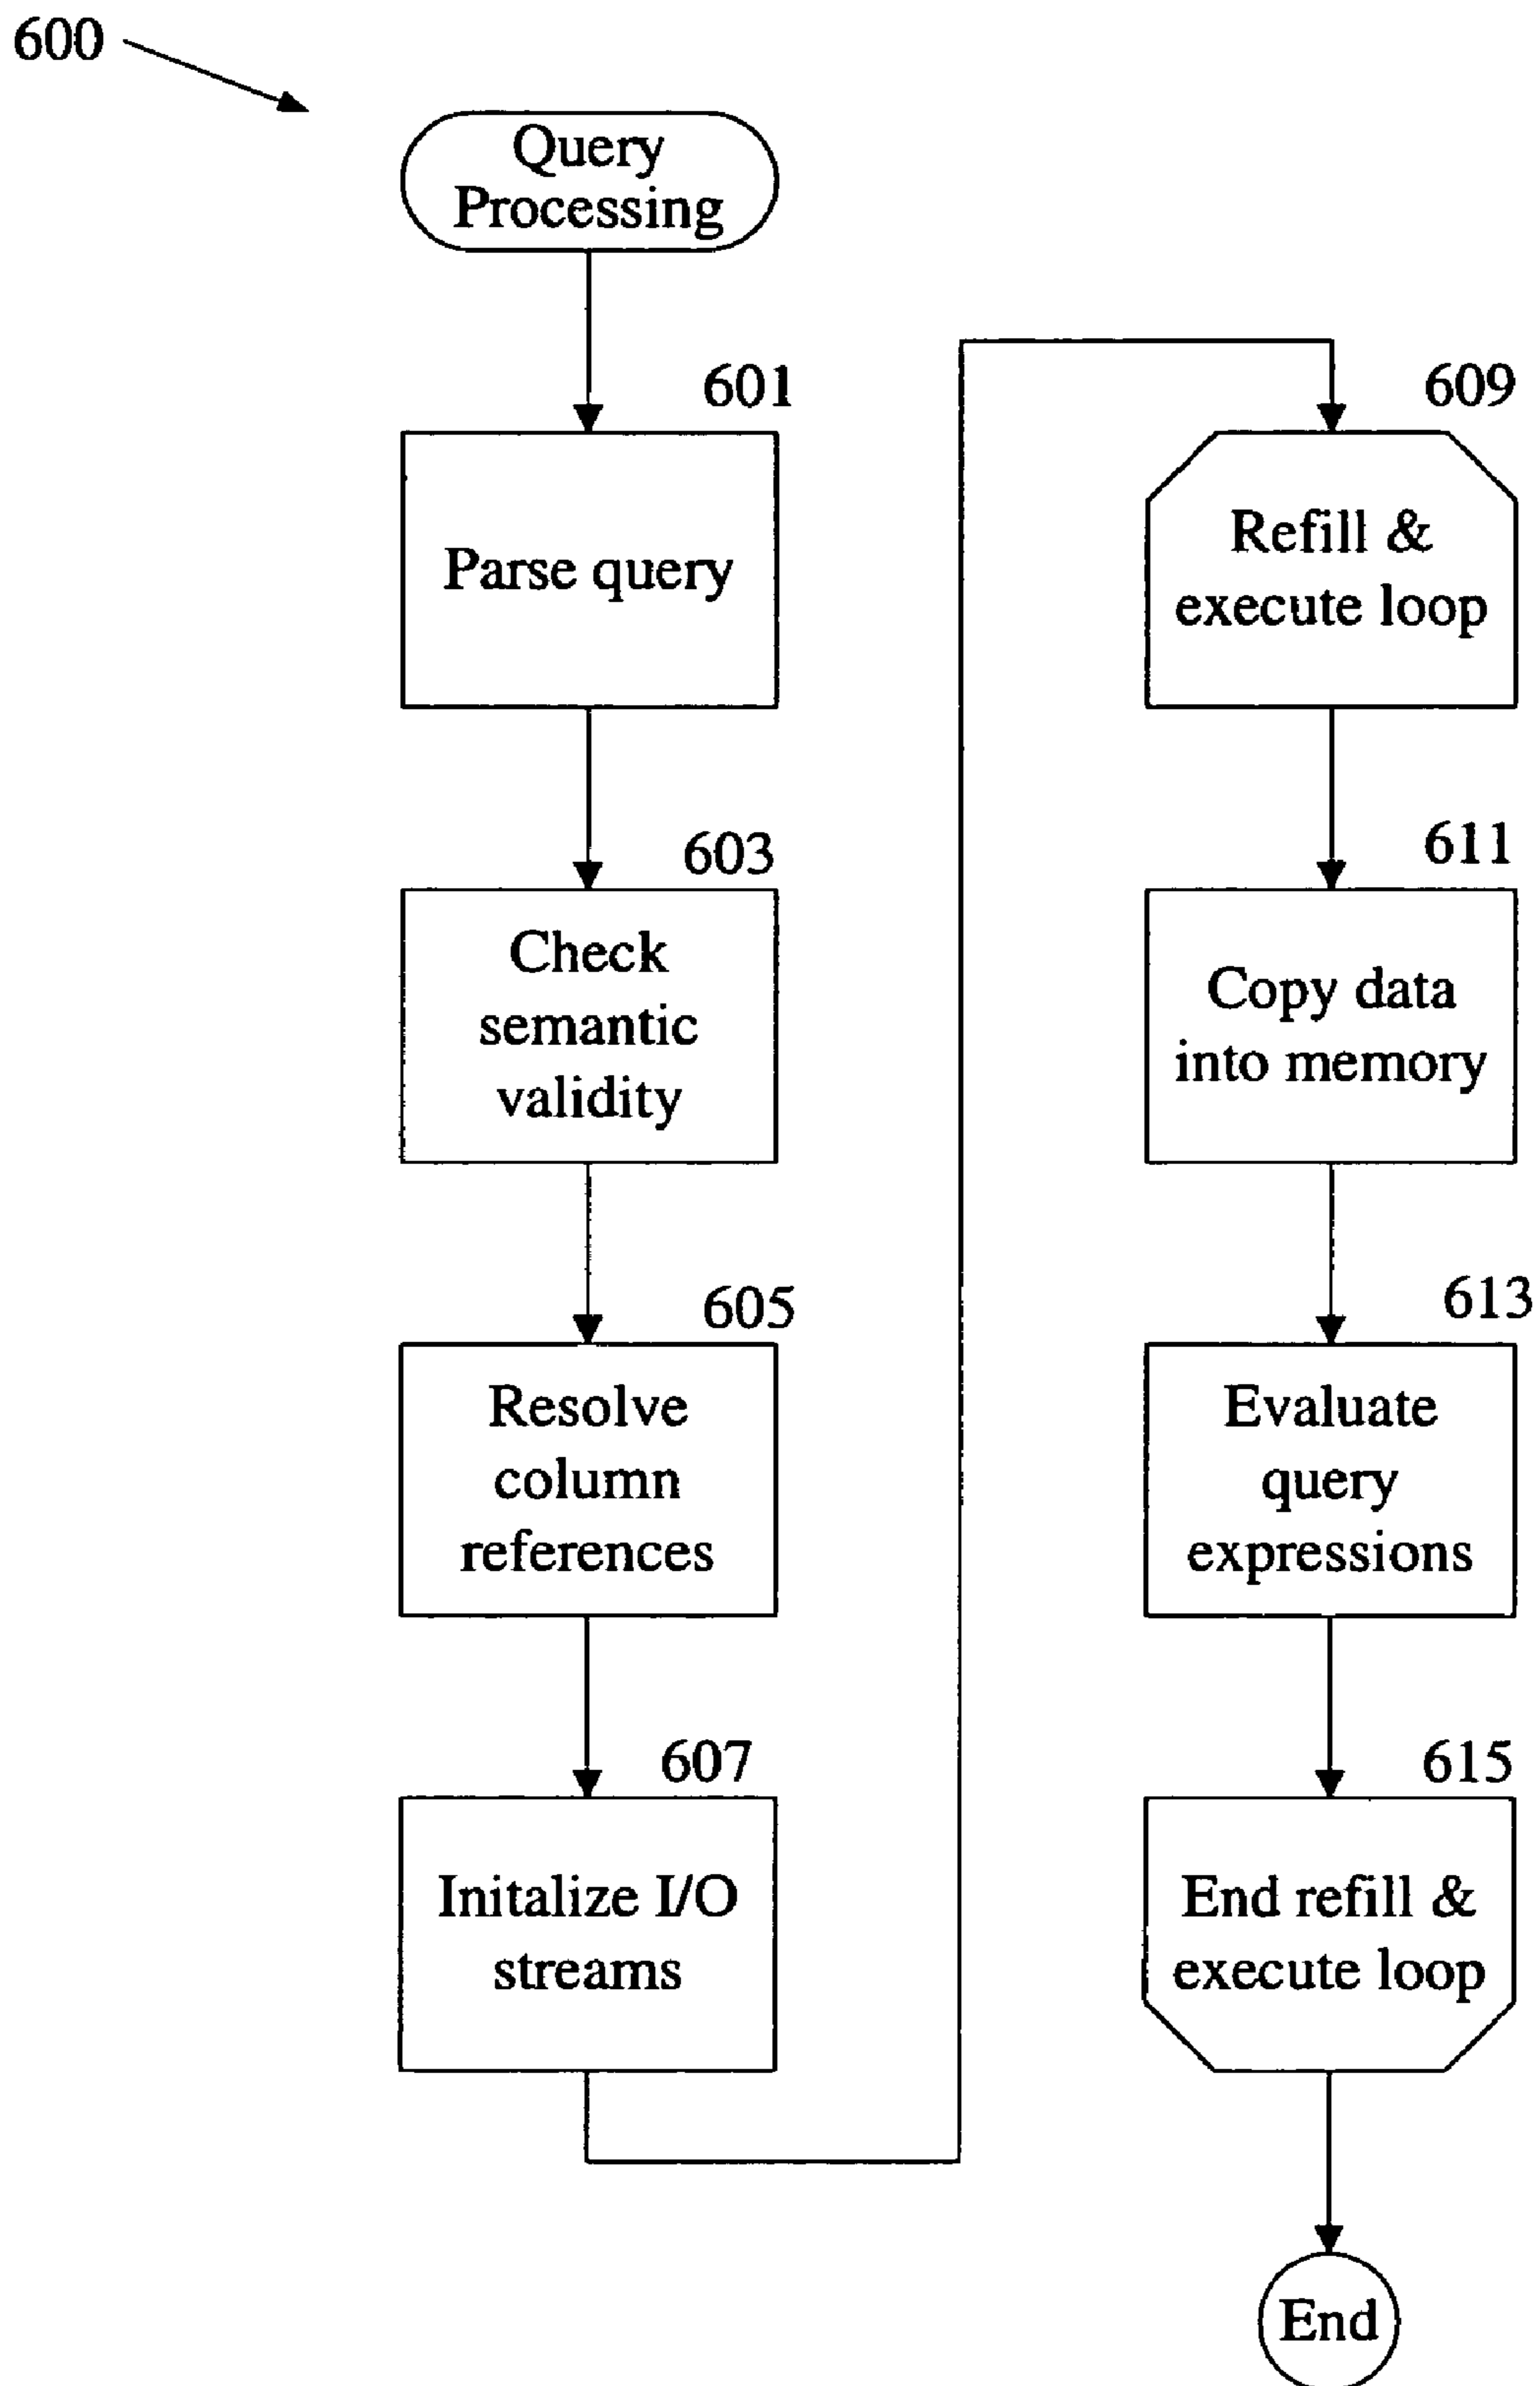 600
Query
Processing
601
Parse query
603
Check
semantic
validity
605
Resolve
column
references
607
Initalize I/O
streams
609
Refill &
execute loop
611
Copy data
into memory
613
Evaluate
query
expressions
615
End refill &
execute loop
End